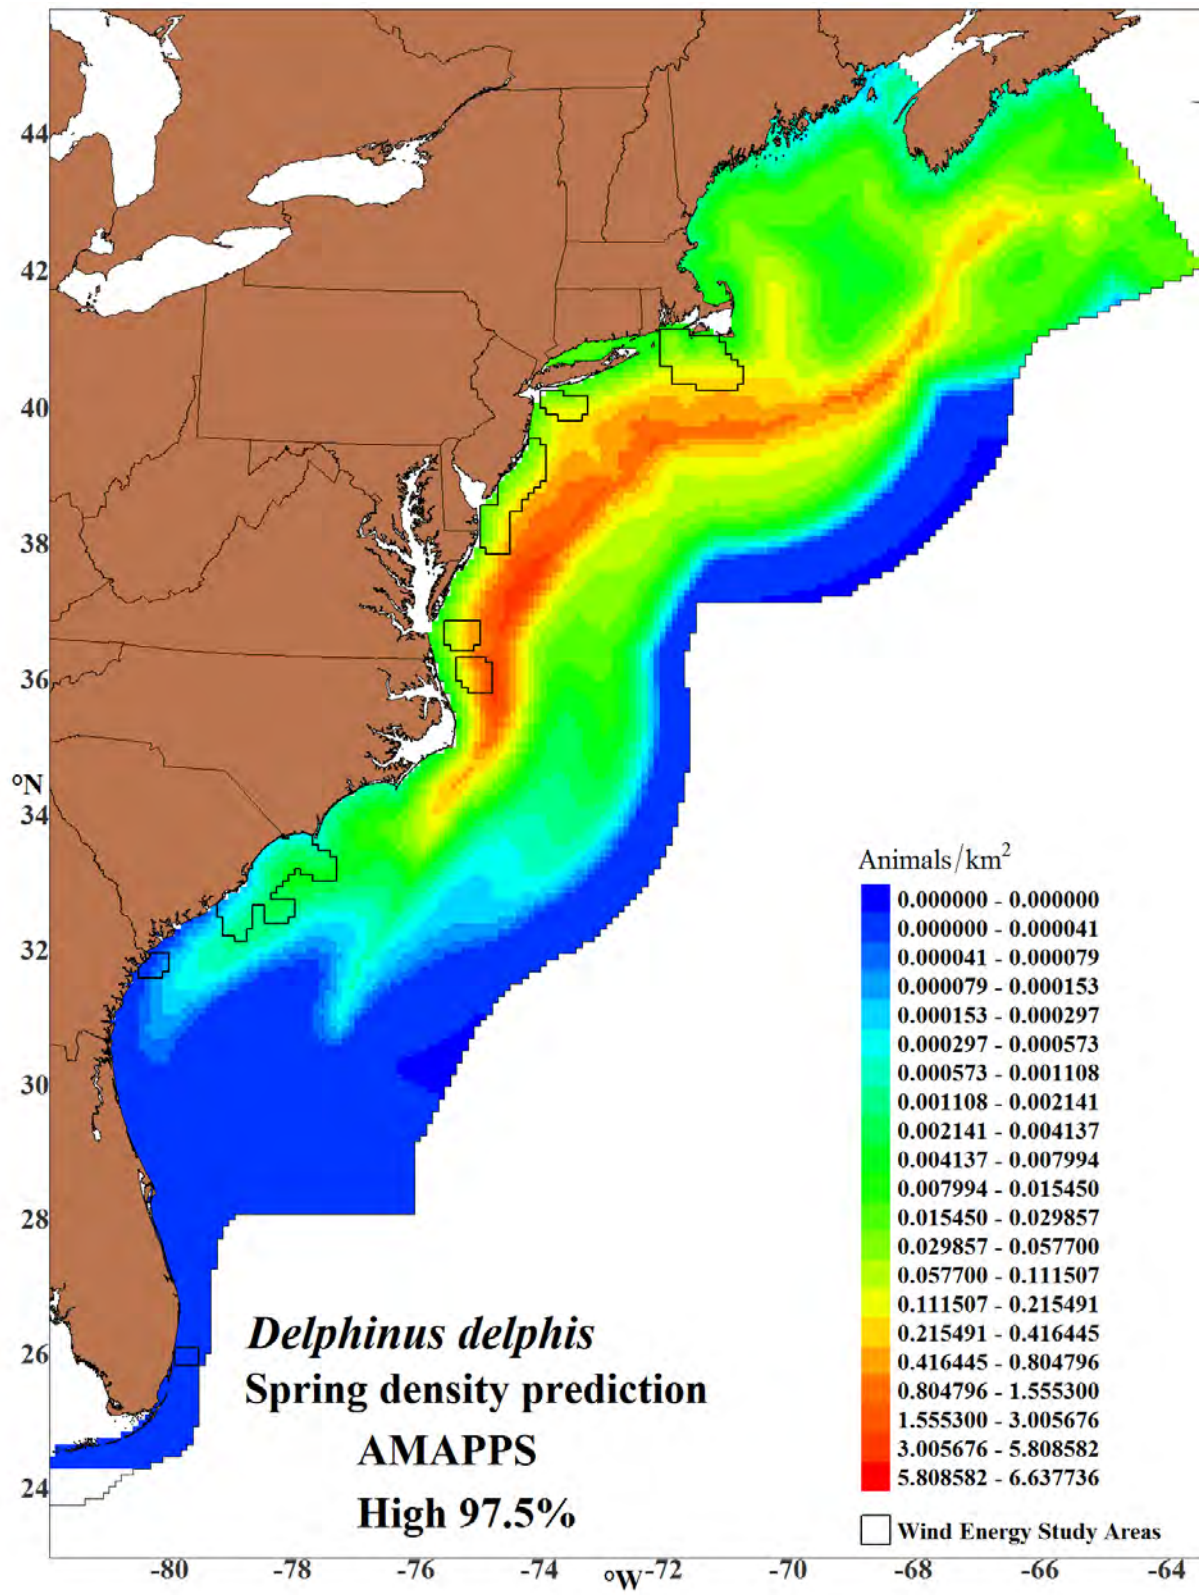 44
42
40
38
36
°N
34
32
30
28
26
24
Animals/km²
0.000000 - 0.000000
0.000000 - 0.000041
0.000041 - 0.000079
0.000079 - 0.000153
0.000153 - 0.000297
0.000297 - 0.000573
0.000573 - 0.001108
0.001108 - 0.002141
0.002141 - 0.004137
0.004137 - 0.007994
0.007994 - 0.015450
0.015450 - 0.029857
0.029857 - 0.057700
0.057700 - 0.111507
0.111507 - 0.215491
0.215491 - 0.416445
0.416445 - 0.804796
0.804796 - 1.555300
1.555300 - 3.005676
3.005676 - 5.808582
5.808582 - 6.637736
Wind Energy Study Areas
Delphinus delphis
Spring density prediction
AMAPPS
High 97.5%
-80 -78 -76 -74 °W -72 -70 -68 -66 -64